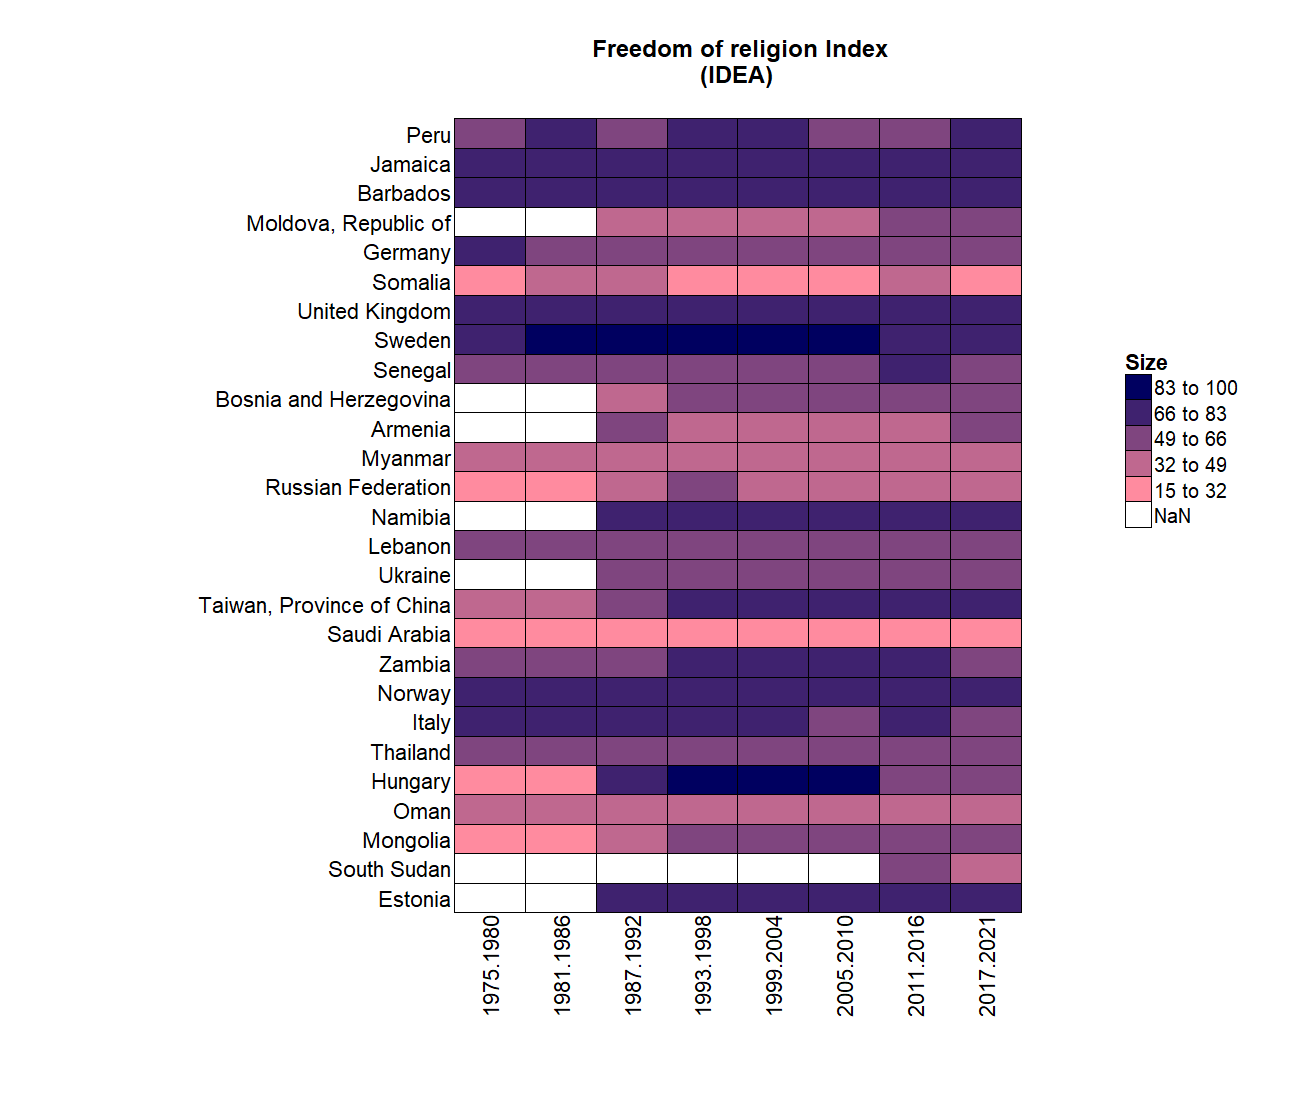 Freedom of religion Index
(IDEA)
Peru
Jamaica
Barbados
Moldova, Republic of
Germany
Somalia
United Kingdom
Sweden
Senegal
Bosnia and Herzegovina
Armenia
Myanmar
Russian Federation
Namibia
Lebanon
Ukraine
Taiwan, Province of China
Saudi Arabia
Zambia
Norway
Italy
Thailand
Hungary
Oman
Mongolia
South Sudan
Estonia
1975.1980
1981.1986
1987.1992
1993.1998
1999.2004
2005.2010
2011.2016
2017.2021
Size
83 to 100
66 to 83
49 to 66
32 to 49
15 to 32
NaN